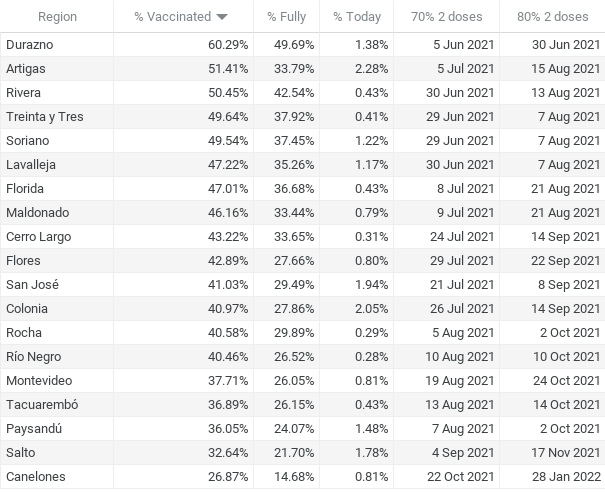 Region % Vaccinated % Fully % Today 70% 2 doses 80% 2 doses
Durazno 60.29% 49.69% 1.38% 5 Jun 2021 30 Jun 2021
Artigas 51.41% 33.79% 2.28% 5 Jul 2021 15 Aug 2021
Rivera 50.45% 42.54% 0.43% 30 Jun 2021 13 Aug 2021
Treinta y Tres 49.64% 37.92% 0.41% 29 Jun 2021 7 Aug 2021
Soriano 49.54% 37.45% 1.22% 29 Jun 2021 7 Aug 2021
Lavalleja 47.22% 35.26% 1.17% 30 Jun 2021 7 Aug 2021
Florida 47.01% 36.68% 0.43% 8 Jul 2021 21 Aug 2021
Maldonado 46.16% 33.44% 0.79% 9 Jul 2021 21 Aug 2021
Cerro Largo 43.22% 33.65% 0.31% 24 Jul 2021 14 Sep 2021
Flores 42.89% 27.66% 0.80% 29 Jul 2021 22 Sep 2021
San José 41.03% 29.49% 1.94% 21 Jul 2021 8 Sep 2021
Colonia 40.97% 27.86% 2.05% 26 Jul 2021 14 Sep 2021
Rocha 40.58% 29.89% 0.29% 5 Aug 2021 2 Oct 2021
Río Negro 40.46% 26.52% 0.28% 10 Aug 2021 10 Oct 2021
Montevideo 37.71% 26.05% 0.81% 19 Aug 2021 24 Oct 2021
Tacuarembó 36.89% 26.15% 0.43% 13 Aug 2021 14 Oct 2021
Paysandú 36.05% 24.07% 1.48% 7 Aug 2021 2 Oct 2021
Salto 32.64% 21.70% 1.78% 4 Sep 2021 17 Nov 2021
Canelones 26.87% 14.68% 0.81% 22 Oct 2021 28 Jan 2022